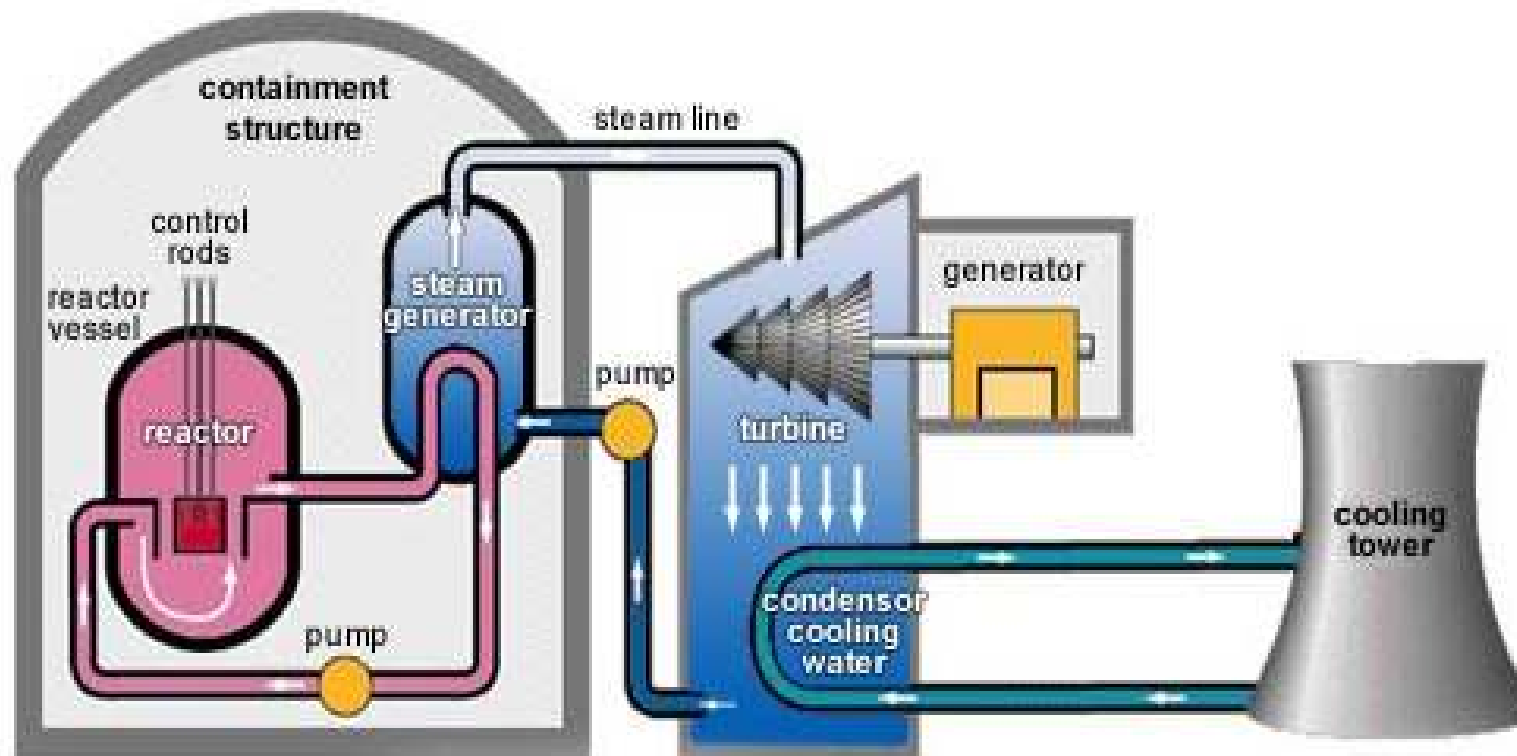 containment
structure
steam line
control
rods
reactor
vessel
steam
generator
generator
pump
reactor
turbine
cooling
tower
condensor
cooling
water
pump